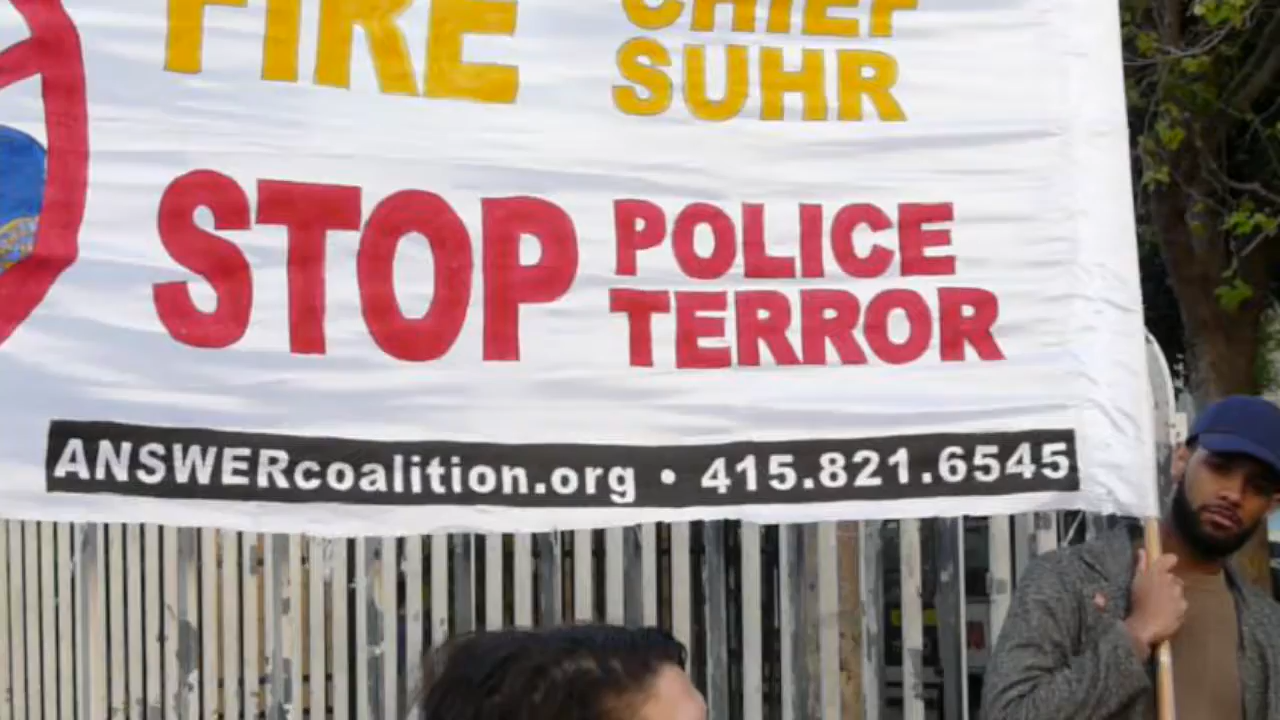 FIRE CHIEF
SUHR
STOP POLICE
TERROR
ANSWERcoalition.org • 415.821.6545